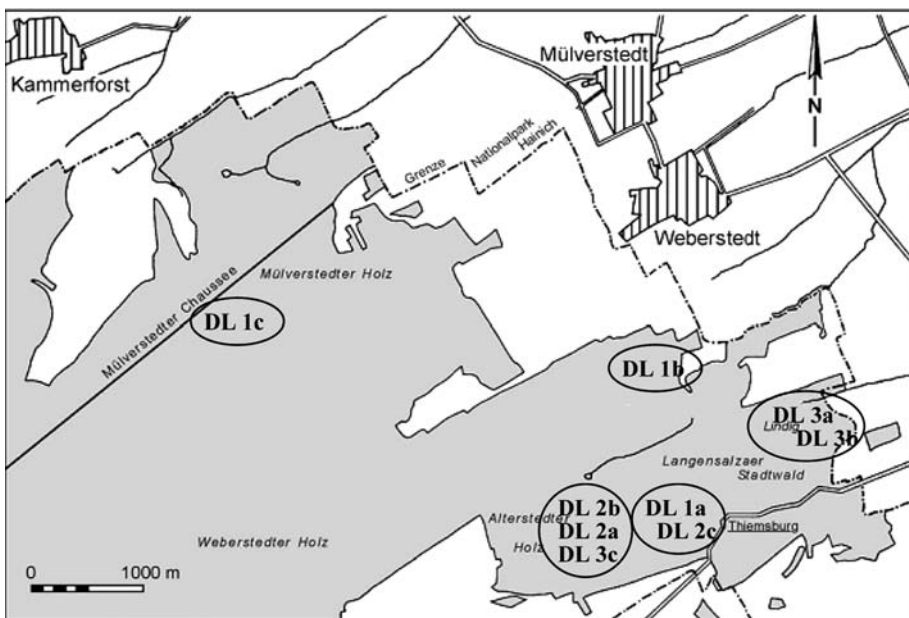 Kammerforst
Mülverstedt
N
Grenze Nationalpark Hainich
Weberstedt
Mülverstedter Holz
Mülverstedter Chaussee
DL 1c
DL 1b
DL 3a
Lindig
DL 3b
Langensalzaer
Stadtwald
DL 2b
DL 2a
DL 3c
Alterstedter
Holz
DL 1a
DL 2c
Thiemsburg
Weberstedter Holz
0 1000 m